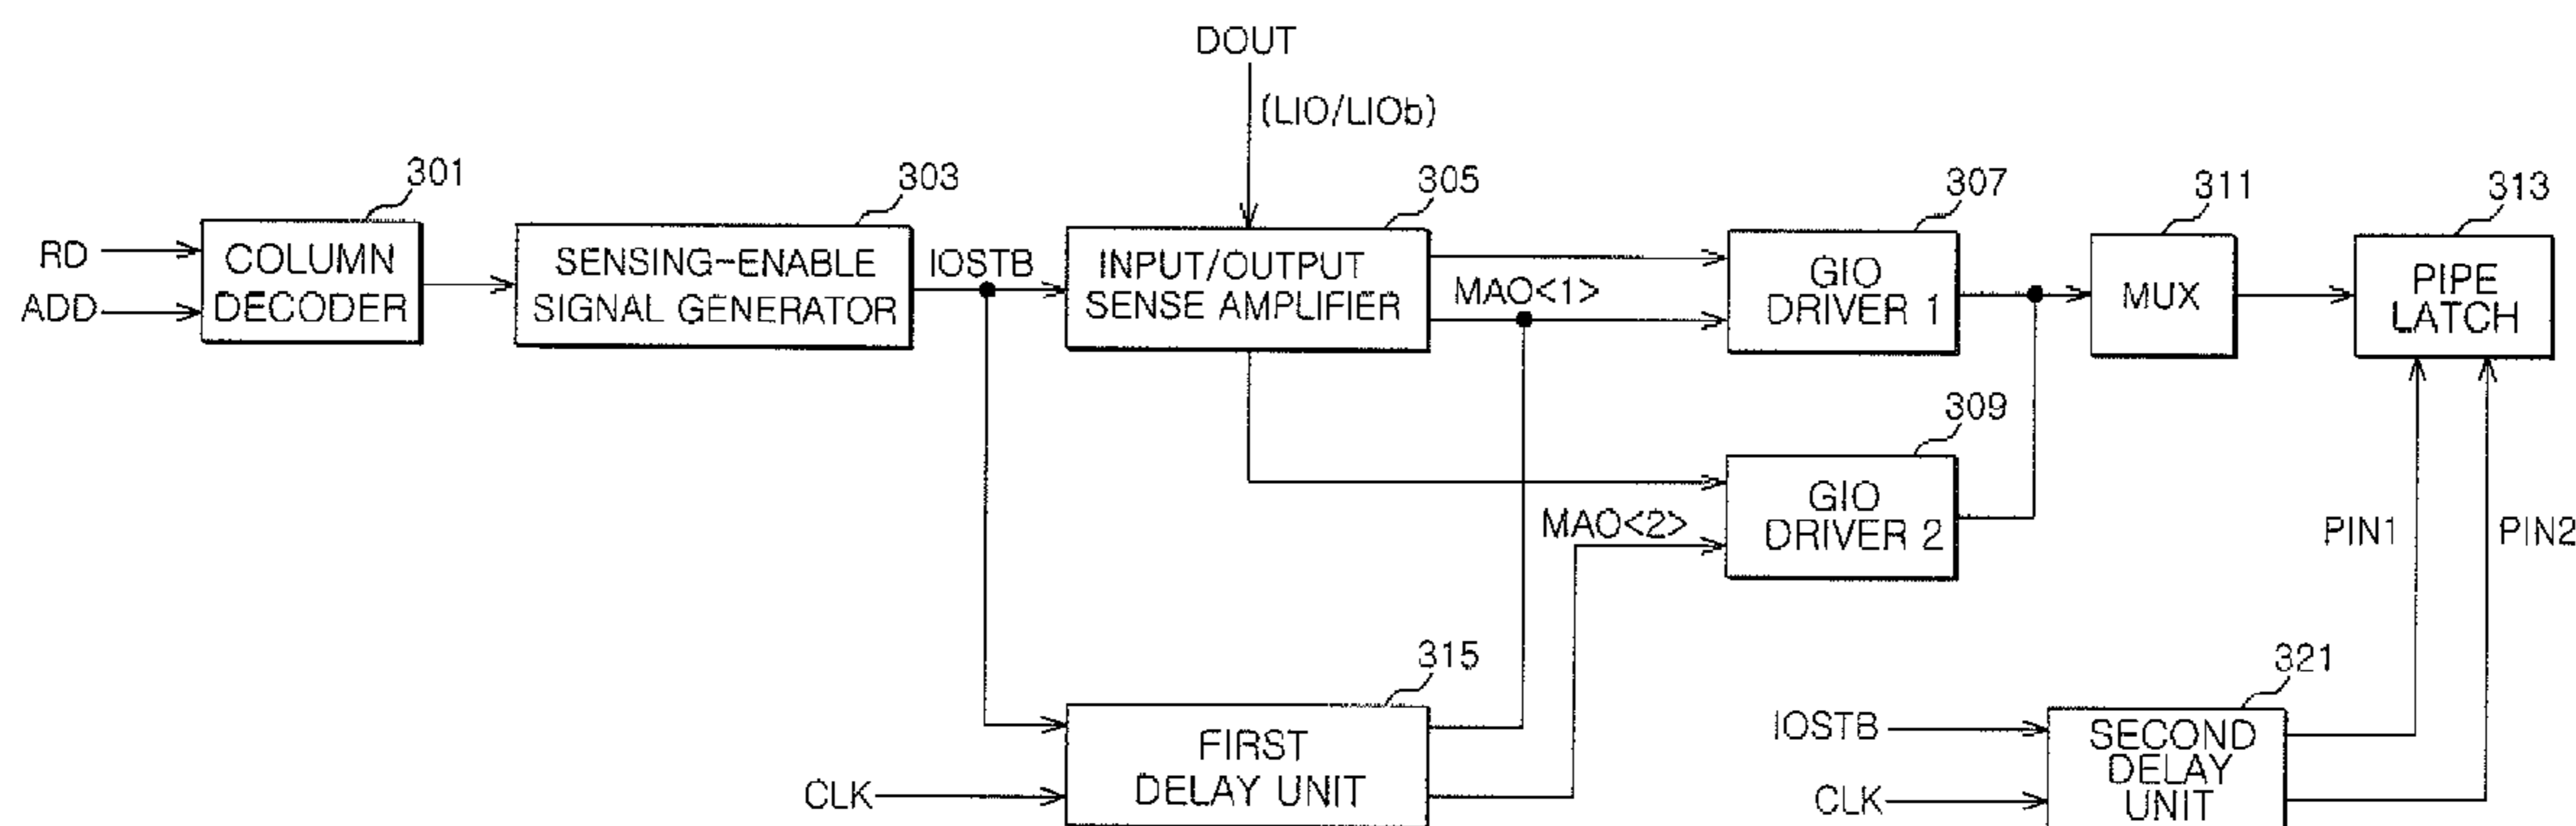 DOUT
(LIO/LIOb)
301
303
305
307
311
313
RD
ADD
COLUMN
DECODER
SENSING-ENABLE
SIGNAL GENERATOR
IOSTB
INPUT/OUTPUT
SENSE AMPLIFIER
MAO<1>
GIO
DRIVER 1
MUX
PIPE
LATCH
309
GIO
DRIVER 2
MAO<2>
PIN1
PIN2
315
FIRST
DELAY UNIT
CLK
321
IOSTB
CLK
SECOND
DELAY
UNIT